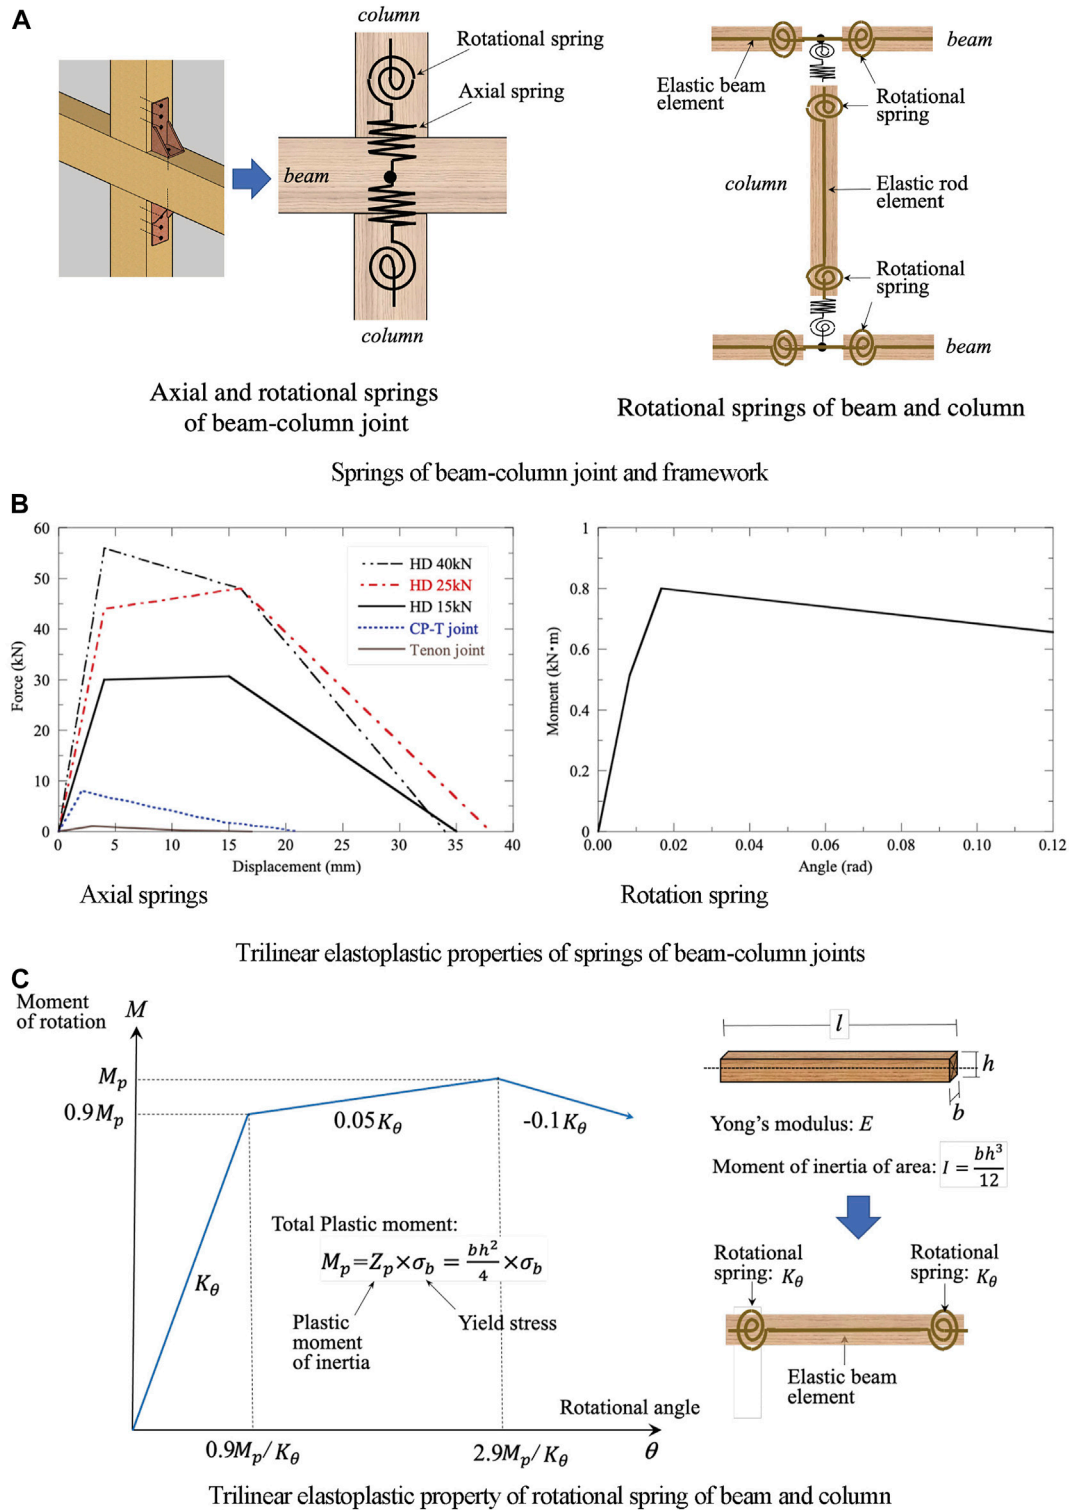 A
column
Rotational spring
Axial spring
beam
column
Axial and rotational springs
of beam-column joint
beam
Elastic beam
element
Rotational
spring
column
Elastic rod
element
Rotational
spring
beam
Rotational springs of beam and column
Springs of beam-column joint and framework
B
60
50
40
30
20
10
0
Force (kN)
HD 40kN
HD 25kN
HD 15kN
CP-T joint
Tenon joint
0 5 10 15 20 25 30 35 40
Displacement (mm)
Axial springs
1
0.8
0.6
0.4
0.2
0
Moment (kN•m)
0.00 0.02 0.04 0.06 0.08 0.10 0.12
Angle (rad)
Rotation spring
Trilinear elastoplastic properties of springs of beam-column joints
C
Moment
of rotation
M
M_p
0.9M_p
0.05K_θ
-0.1K_θ
K_θ
Total Plastic moment:
M_p=Z_p×σ_b = bh²/4 ×σ_b
Plastic
moment
of inertia
Yield stress
Rotational angle
θ
0.9M_p/K_θ
2.9M_p/K_θ
l
h
b
Yong's modulus: E
Moment of inertia of area: I = bh³/12
Rotational
spring: K_θ
Rotational
spring: K_θ
Elastic beam
element
Trilinear elastoplastic property of rotational spring of beam and column